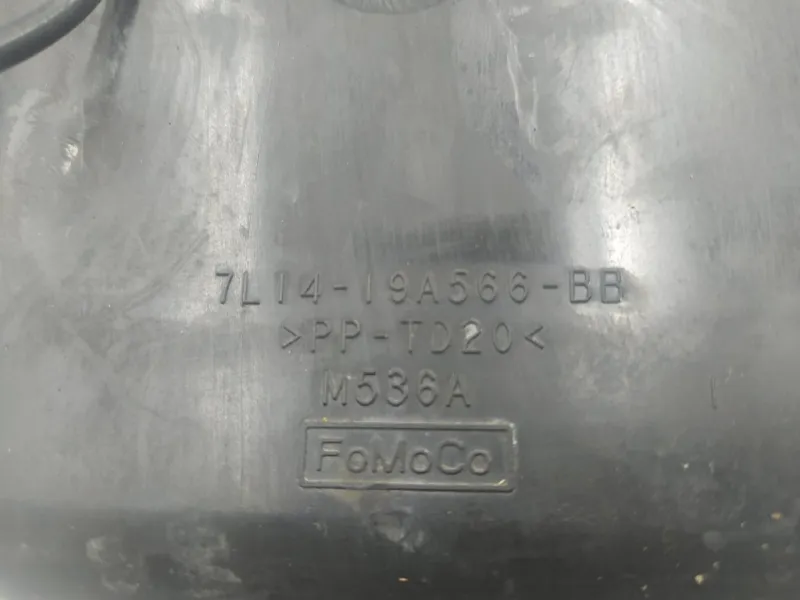 7L14-19A566-BB
>PP-TD20<
M536A
FoMoCo